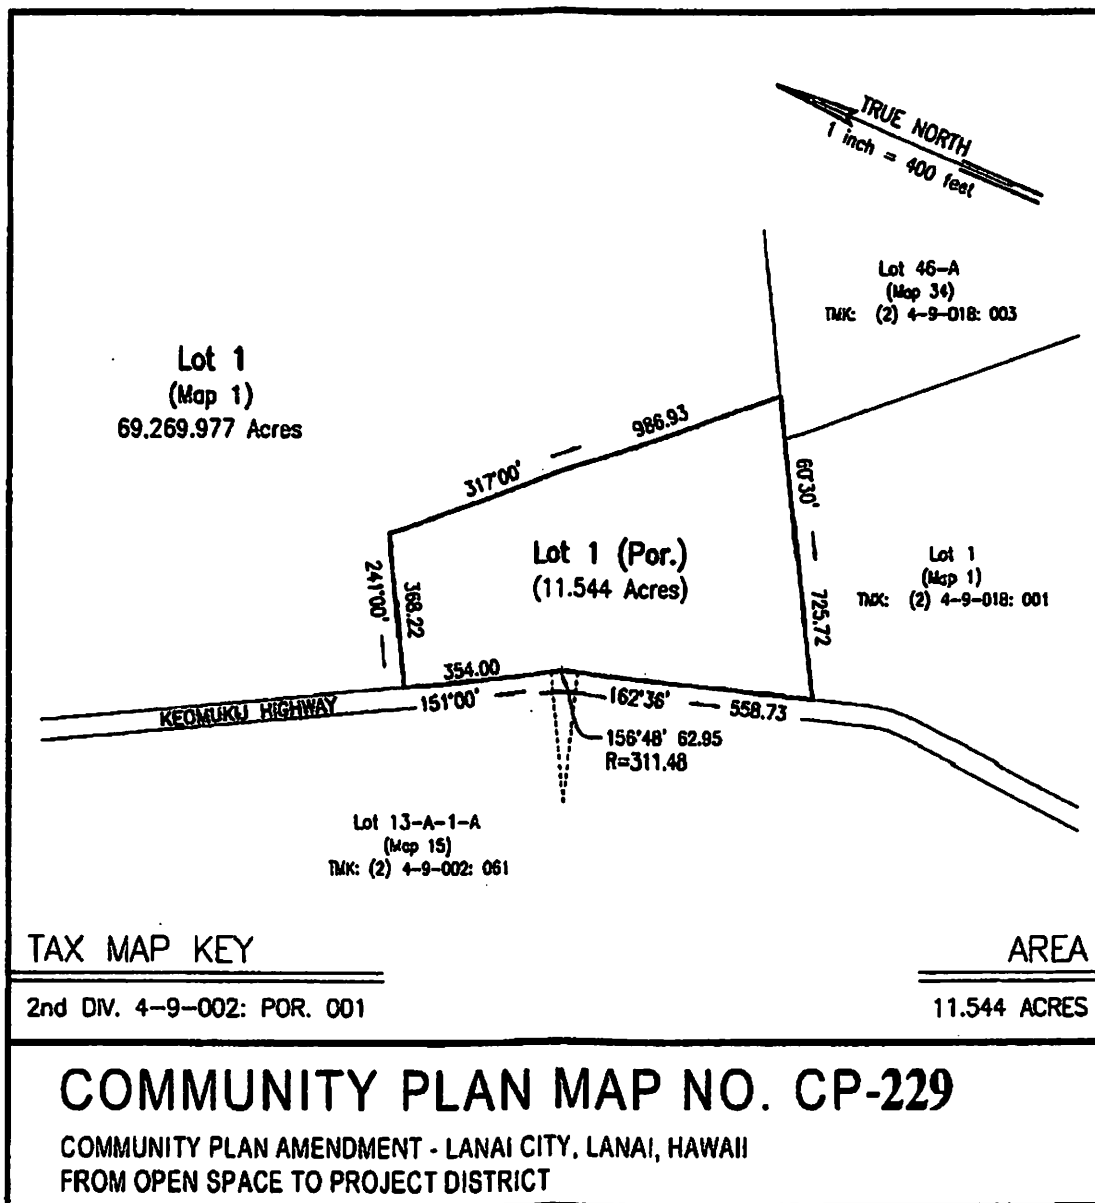 TRUE NORTH
1 inch = 400 feet
Lot 46-A
(Map 34)
TMK: (2) 4-9-018: 003
Lot 1
(Map 1)
69.269.977 Acres
986.93
317°00'
60°30'
725.72
Lot 1 (Por.)
(11.544 Acres)
Lot 1
(Map 1)
TMK: (2) 4-9-018: 001
241°00'
368.22
354.00
151°00'
KEOMUKU HIGHWAY
162°36'
558.73
156°48' 62.95
R=311.48
Lot 13-A-1-A
(Map 15)
TMK: (2) 4-9-002: 061
TAX MAP KEY
AREA
2nd DIV. 4-9-002: POR. 001
11.544 ACRES
COMMUNITY PLAN MAP NO. CP-229
COMMUNITY PLAN AMENDMENT - LANAI CITY, LANAI, HAWAII
FROM OPEN SPACE TO PROJECT DISTRICT